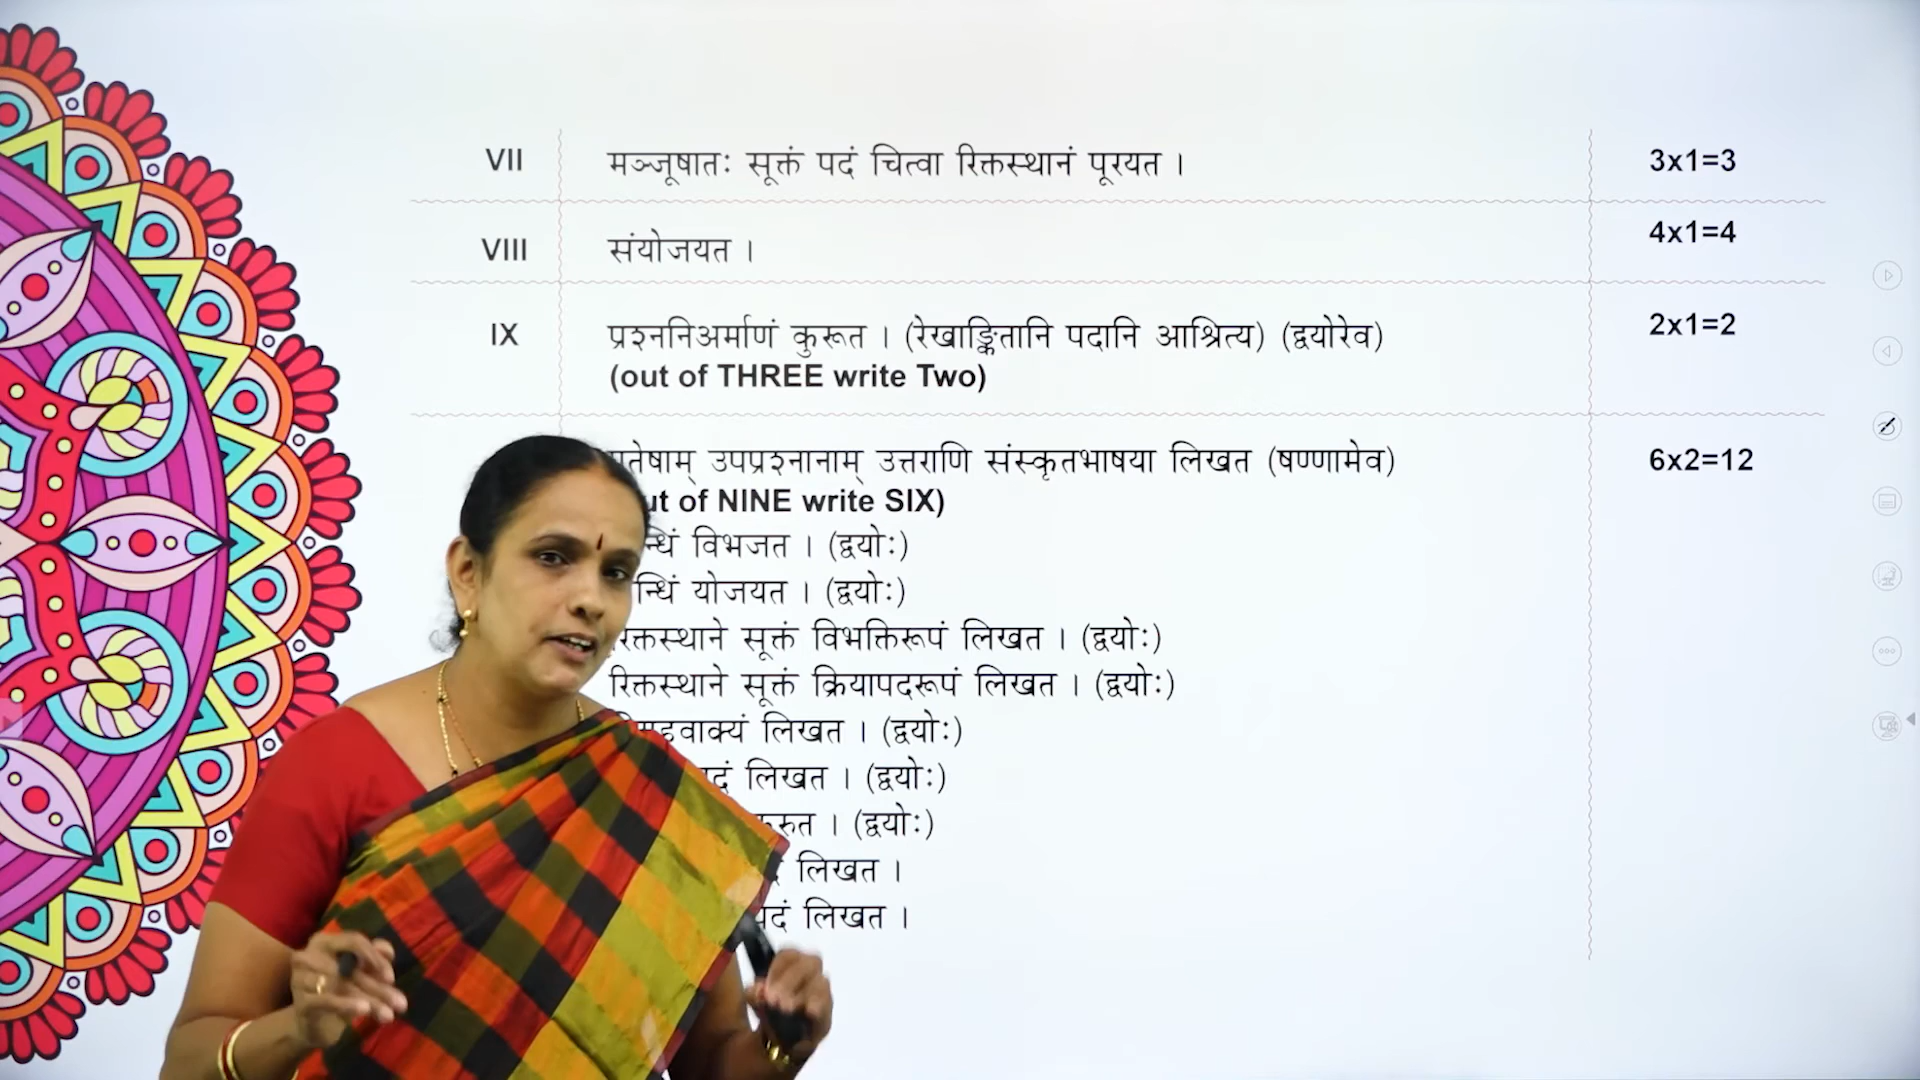 VII मञ्जूषातः सूक्तं पदं चित्वा रिक्तस्थानं पूरयत । 3x1=3
VIII संयोजयत । 4x1=4
IX प्रश्ननिअर्माणं कुरूत । (रेखाङ्कितानि पदानि आश्रित्य) (द्वयोरेव) 2x1=2
(out of THREE write Two)
उपप्रश्नानाम् उत्तराणि संस्कृतभाषया लिखत (षण्णामेव) 6x2=12
of NINE write SIX)
विभजत । (द्वयोः)
योजयत । (द्वयोः)
रिक्तस्थाने सूक्तं विभक्तिरूपं लिखत । (द्वयोः)
रिक्तस्थाने सूक्तं क्रियापदरूपं लिखत । (द्वयोः)
लिखत । (द्वयोः)
लिखत । (द्वयोः)
(द्वयोः)
लिखत ।
लिखत ।